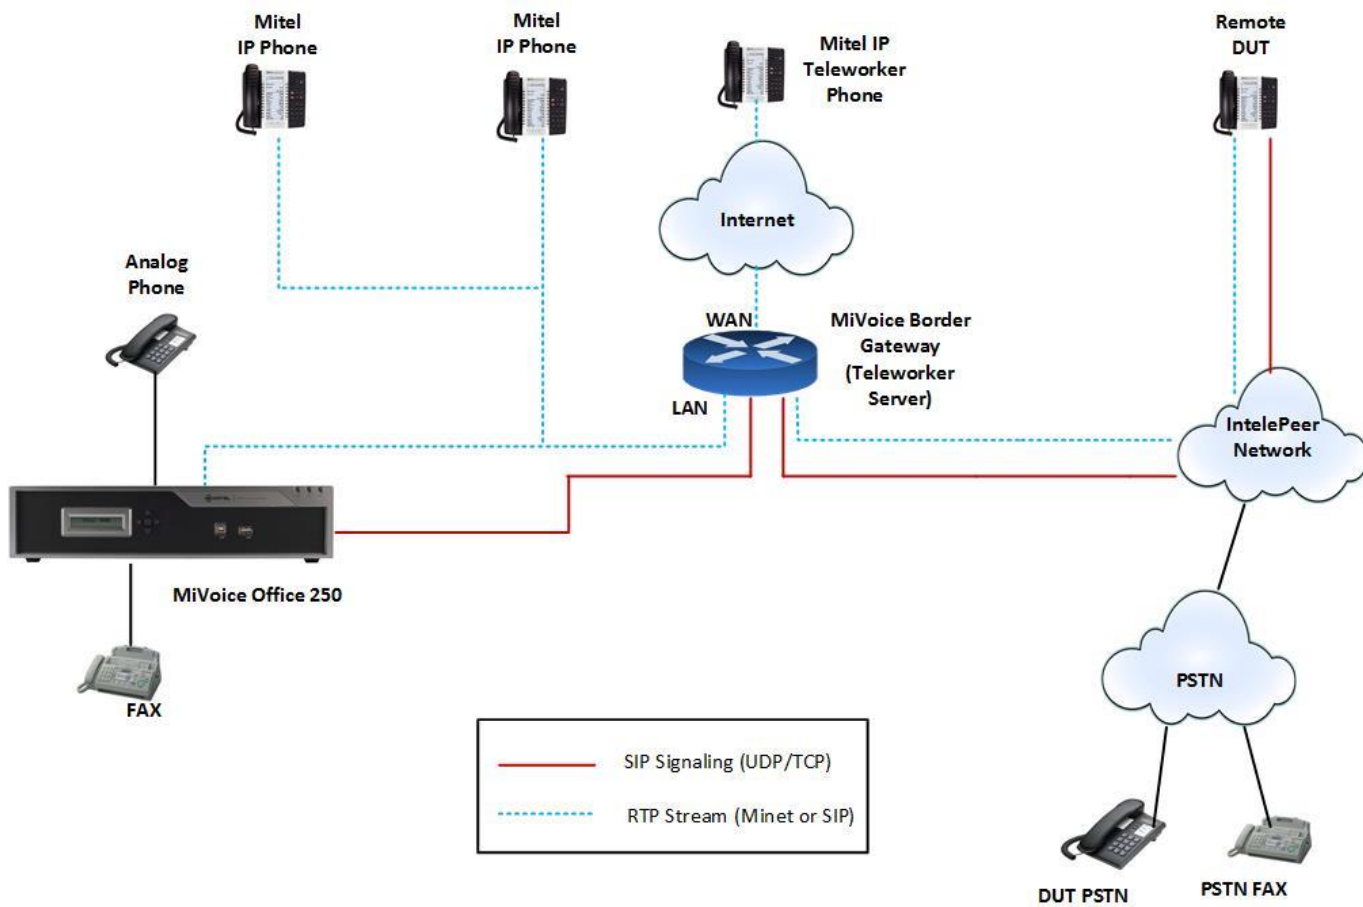 Mitel
IP Phone
Mitel
IP Phone
Mitel IP
Teleworker
Phone
Remote
DUT
Internet
Analog
Phone
WAN
MiVoice Border
Gateway
(Teleworker
Server)
LAN
IntelePeer
Network
MiVoice Office 250
FAX
PSTN
SIP Signaling (UDP/TCP)
RTP Stream (Minet or SIP)
DUT PSTN
PSTN FAX